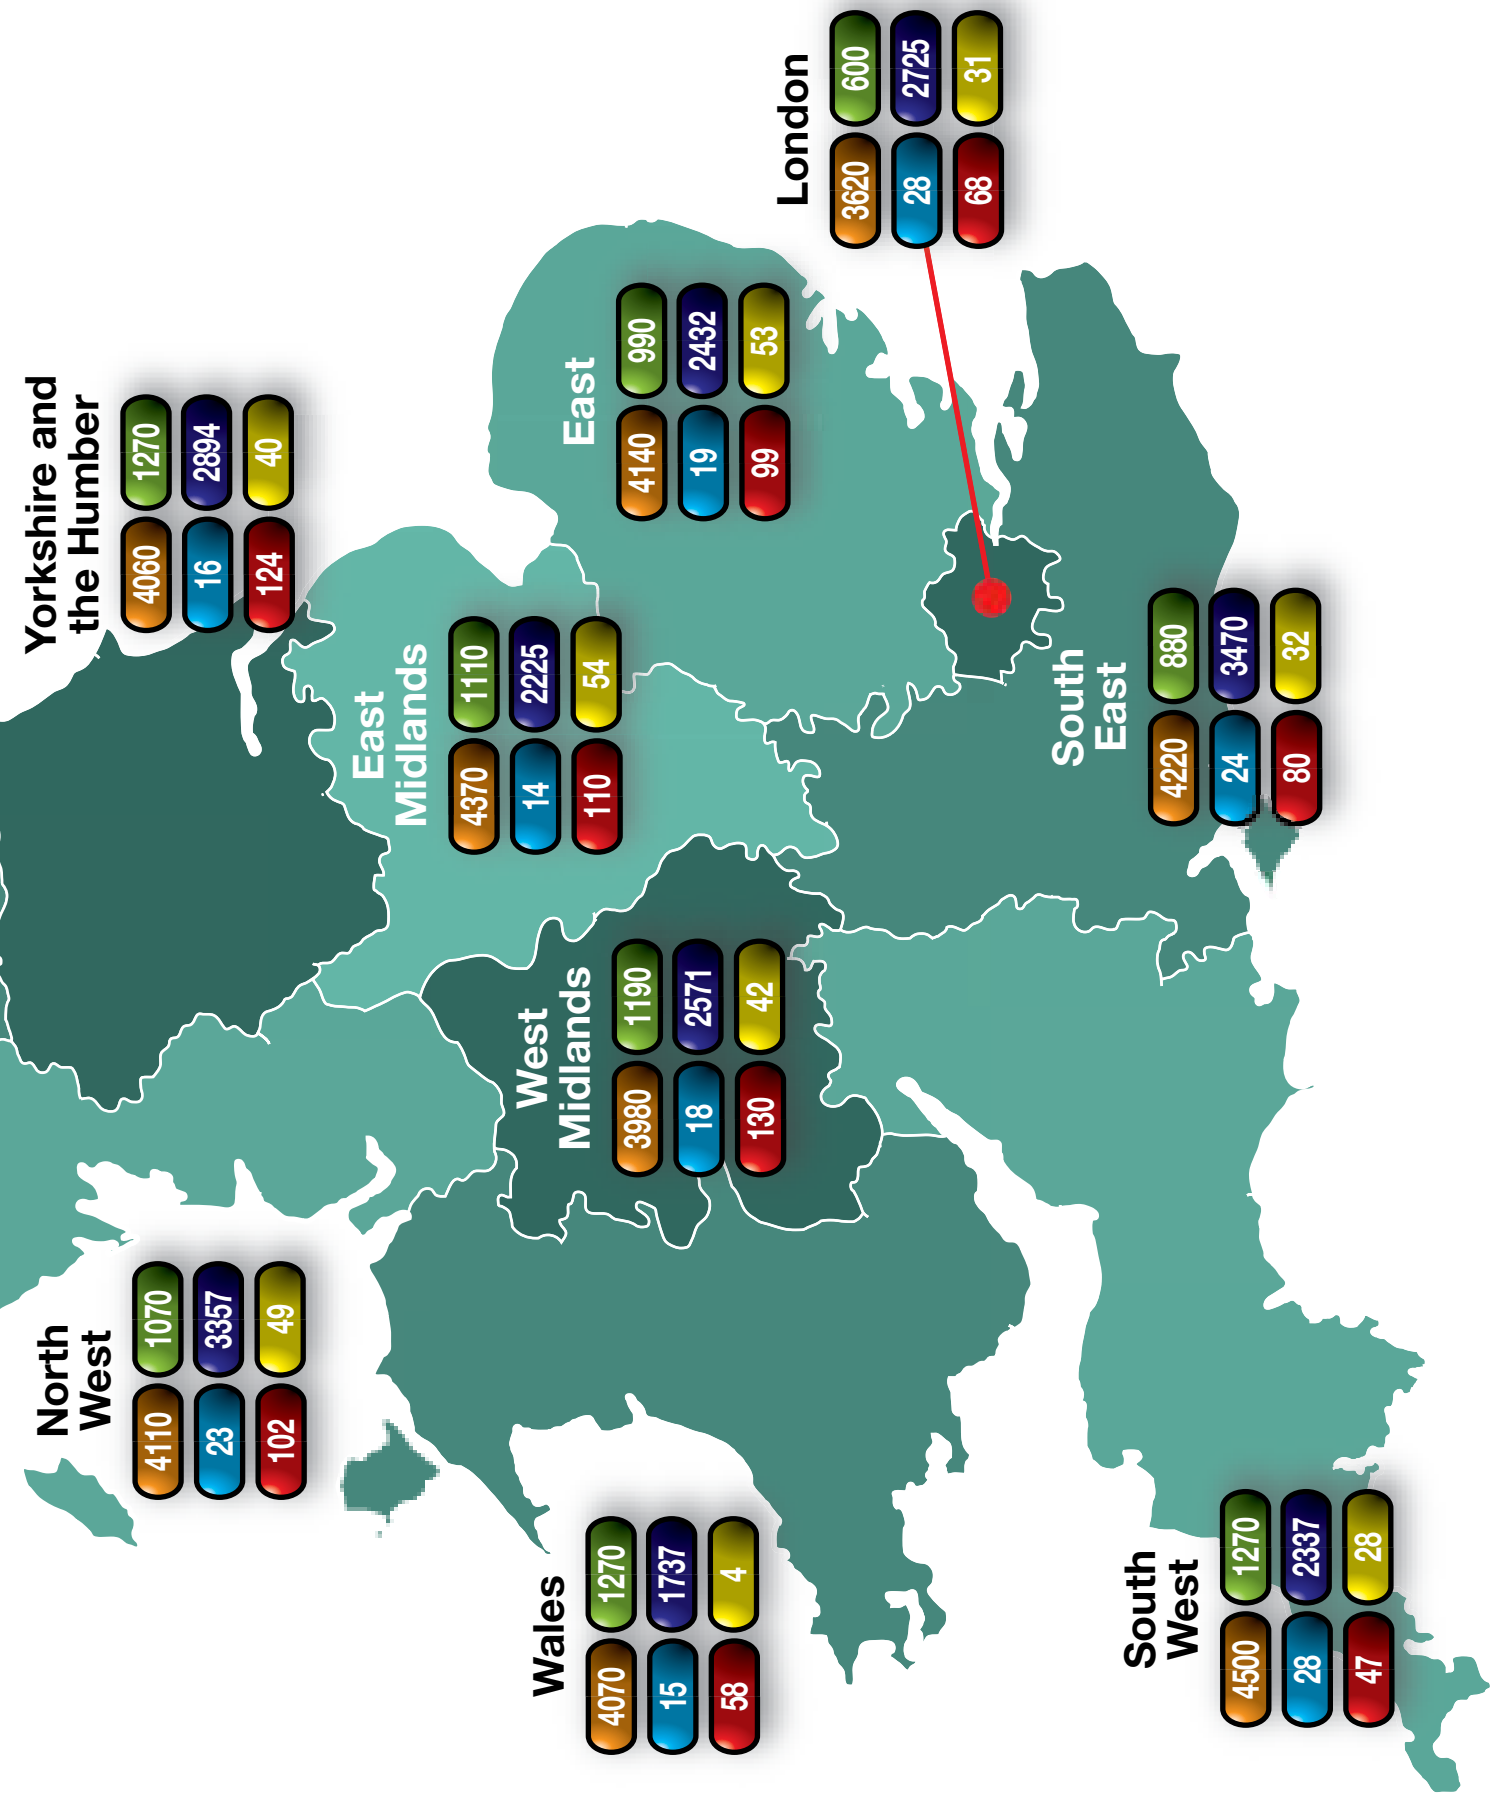 North
West
4110 1070
23 3357
102 49
Yorkshire and
the Humber
4060 1270
16 2894
124 40
East
Midlands
4370 1110
14 2225
110 54
Wales
4070 1270
15 1737
58 4
West
Midlands
3980 1190
18 2571
130 42
East
4140 990
19 2432
99 53
London
3620 600
28 2725
68 31
South
East
4220 880
24 3470
80 32
South
West
4500 1270
28 2337
47 28